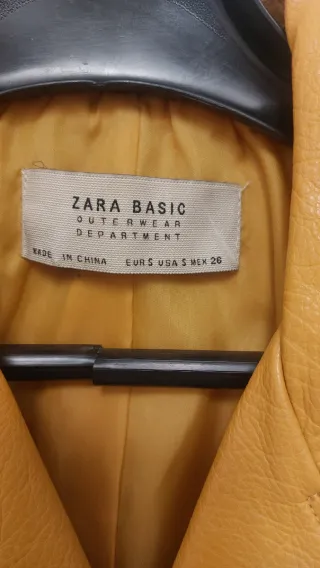 ZARA BASIC
OUTERWEAR
DEPARTMENT
MADE IN CHINA EUR S USA S MEX 26